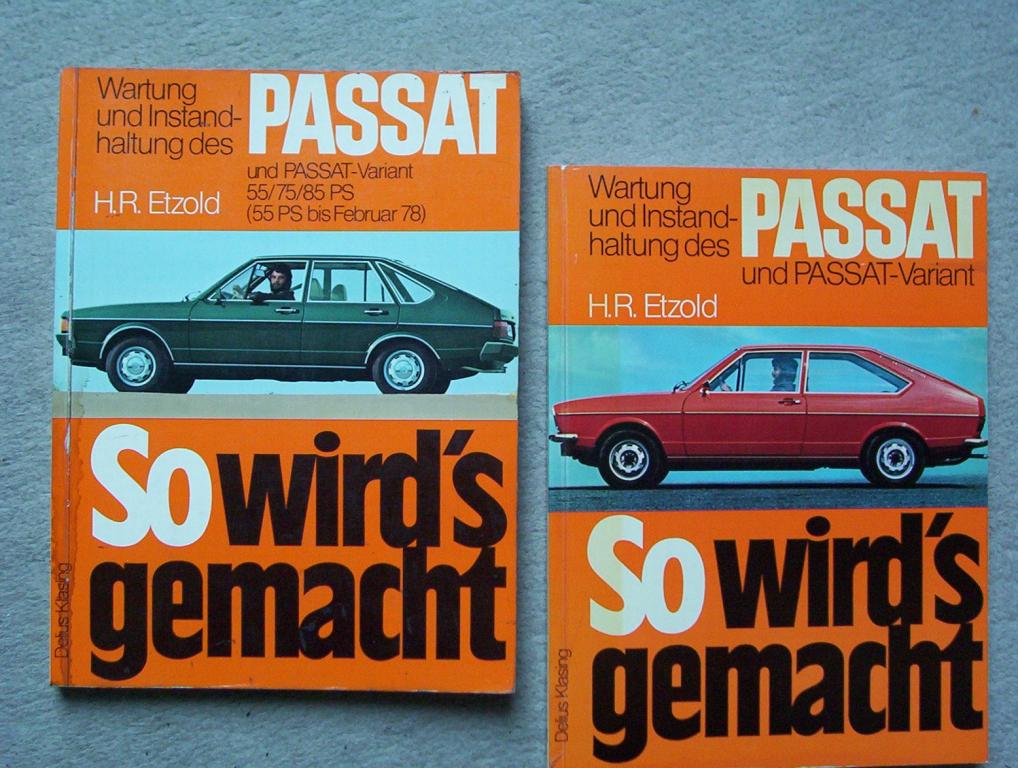 Wartung
und Instand-
haltung des
PASSAT
und PASSAT-Variant
55/75/85 PS
(55 PS bis Februar 78)
H.R. Etzold
So wird's
gemacht
Delius Klasing
Wartung
und Instand-
haltung des
PASSAT
und PASSAT-Variant
H.R. Etzold
So wird's
gemacht
Delius Klasing